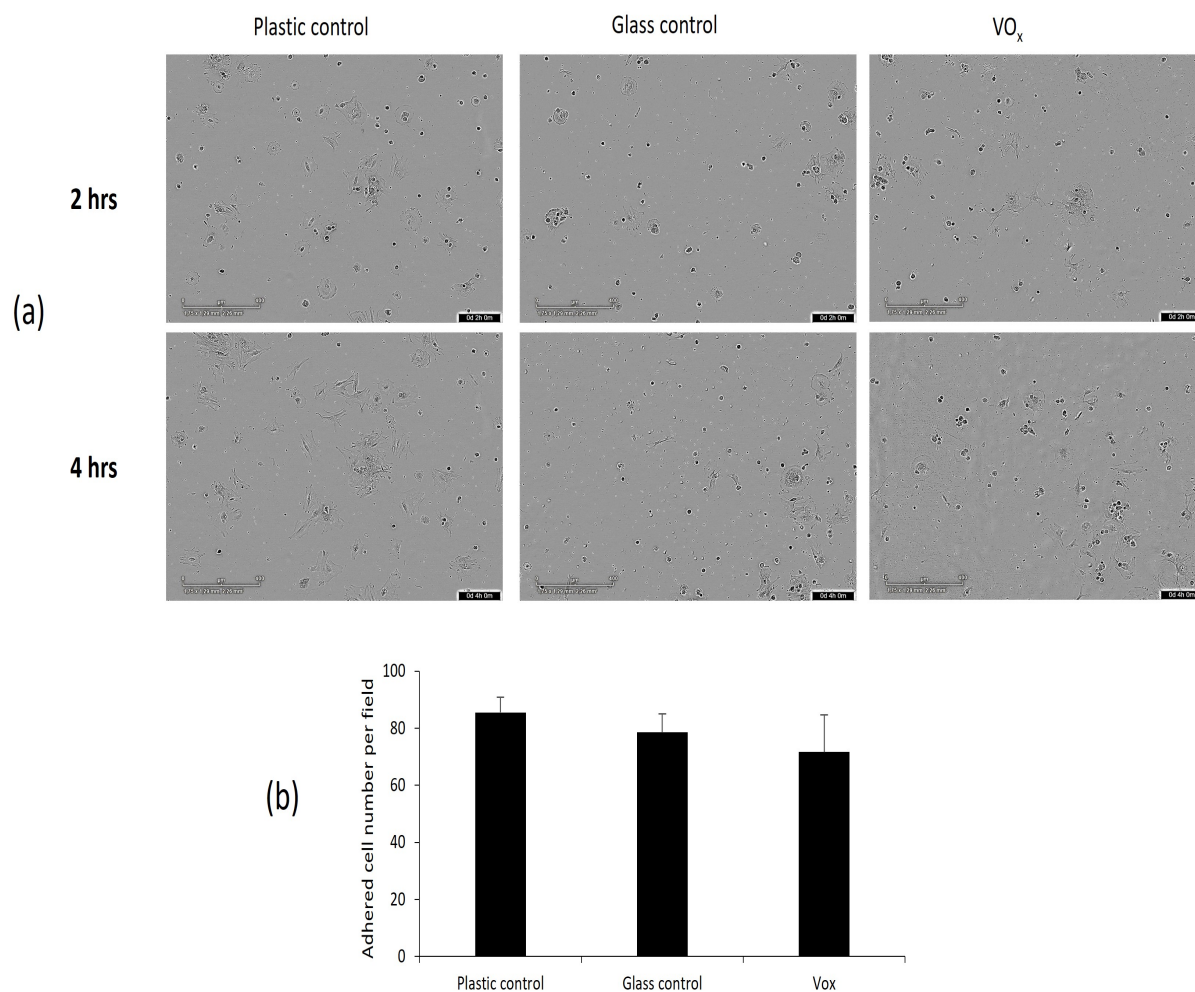 Plastic control
Glass control
VOx
2 hrs
0d 2h 0m
0d 2h 0m
0d 2h 0m
(a)
4 hrs
0d 4h 0m
0d 4h 0m
0d 4h 0m
(b)
Adhered cell number per field
100
80
60
40
20
0
Plastic control
Glass control
Vox